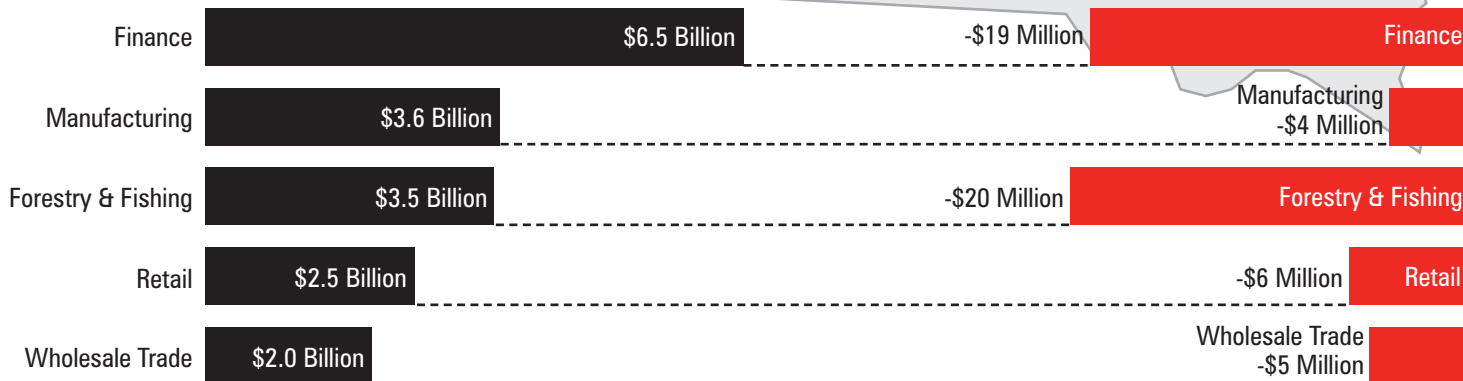 Finance $6.5 Billion -$19 Million Finance
Manufacturing $3.6 Billion Manufacturing
-$4 Million
Forestry & Fishing $3.5 Billion -$20 Million Forestry & Fishing
Retail $2.5 Billion -$6 Million Retail
Wholesale Trade $2.0 Billion Wholesale Trade
-$5 Million